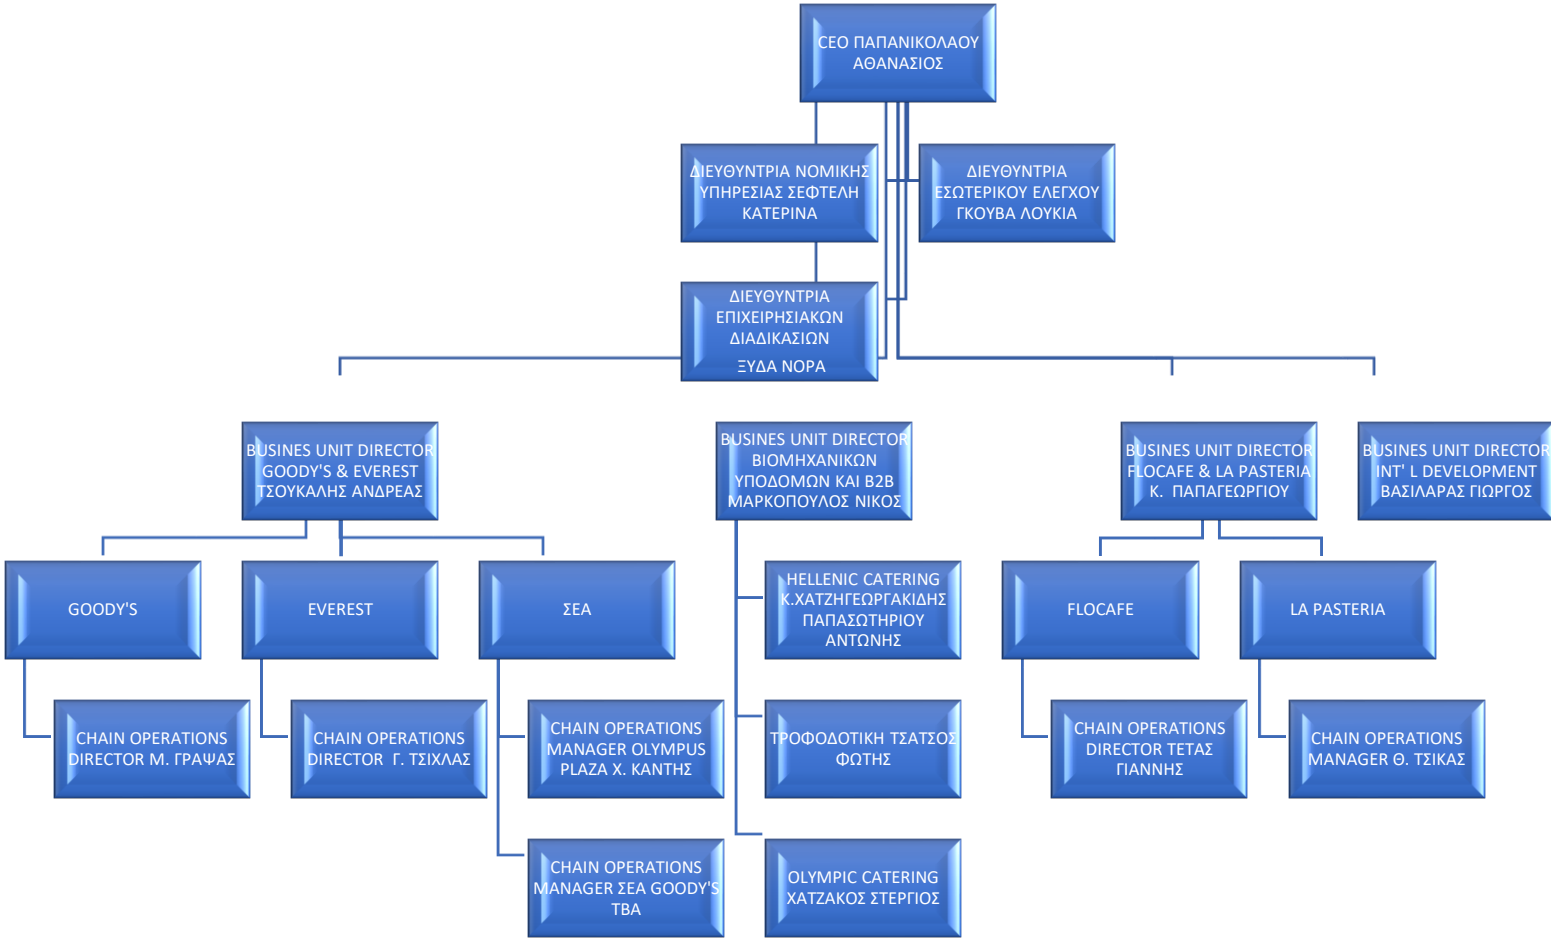 CEO ΠΑΠΑΝΙΚΟΛΑΟΥ
ΑΘΑΝΑΣΙΟΣ
ΔΙΕΥΘΥΝΤΡΙΑ ΝΟΜΙΚΗΣ
ΥΠΗΡΕΣΙΑΣ ΣΕΦΤΕΛΗ
ΚΑΤΕΡΙΝΑ
ΔΙΕΥΘΥΝΤΡΙΑ
ΕΣΩΤΕΡΙΚΟΥ ΕΛΕΓΧΟΥ
ΓΚΟΥΒΑ ΛΟΥΚΙΑ
ΔΙΕΥΘΥΝΤΡΙΑ
ΕΠΙΧΕΙΡΗΣΙΑΚΩΝ
ΔΙΑΔΙΚΑΣΙΩΝ
ΞΥΔΑ ΝΟΡΑ
BUSINES UNIT DIRECTOR
GOODY'S & EVEREST
ΤΣΟΥΚΑΛΗΣ ΑΝΔΡΕΑΣ
BUSINES UNIT DIRECTOR
ΒΙΟΜΗΧΑΝΙΚΩΝ
ΥΠΟΔΟΜΩΝ ΚΑΙ B2B
ΜΑΡΚΟΠΟΥΛΟΣ ΝΙΚΟΣ
BUSINES UNIT DIRECTOR
FLOCAFE & LA PASTERIA
Κ. ΠΑΠΑΓΕΩΡΓΙΟΥ
BUSINES UNIT DIRECTOR
INT' L DEVELOPMENT
ΒΑΣΙΛΑΡΑΣ ΓΙΩΡΓΟΣ
GOODY'S
EVEREST
ΣΕΑ
HELLENIC CATERING
Κ.ΧΑΤΖΗΓΕΩΡΓΑΚΙΔΗΣ
ΠΑΠΑΣΩΤΗΡΙΟΥ
ΑΝΤΩΝΗΣ
FLOCAFE
LA PASTERIA
CHAIN OPERATIONS
DIRECTOR Μ. ΓΡΑΨΑΣ
CHAIN OPERATIONS
DIRECTOR Γ. ΤΣΙΧΛΑΣ
CHAIN OPERATIONS
MANAGER OLYMPUS
PLAZA Χ. ΚΑΝΤΗΣ
ΤΡΟΦΟΔΟΤΙΚΗ ΤΣΑΤΣΟΣ
ΦΩΤΗΣ
CHAIN OPERATIONS
DIRECTOR ΤΕΤΑΣ
ΓΙΑΝΝΗΣ
CHAIN OPERATIONS
MANAGER Θ. ΤΣΙΚΑΣ
CHAIN OPERATIONS
MANAGER ΣΕΑ GOODY'S
TBA
OLYMPIC CATERING
ΧΑΤΖΑΚΟΣ ΣΤΕΡΓΙΟΣ